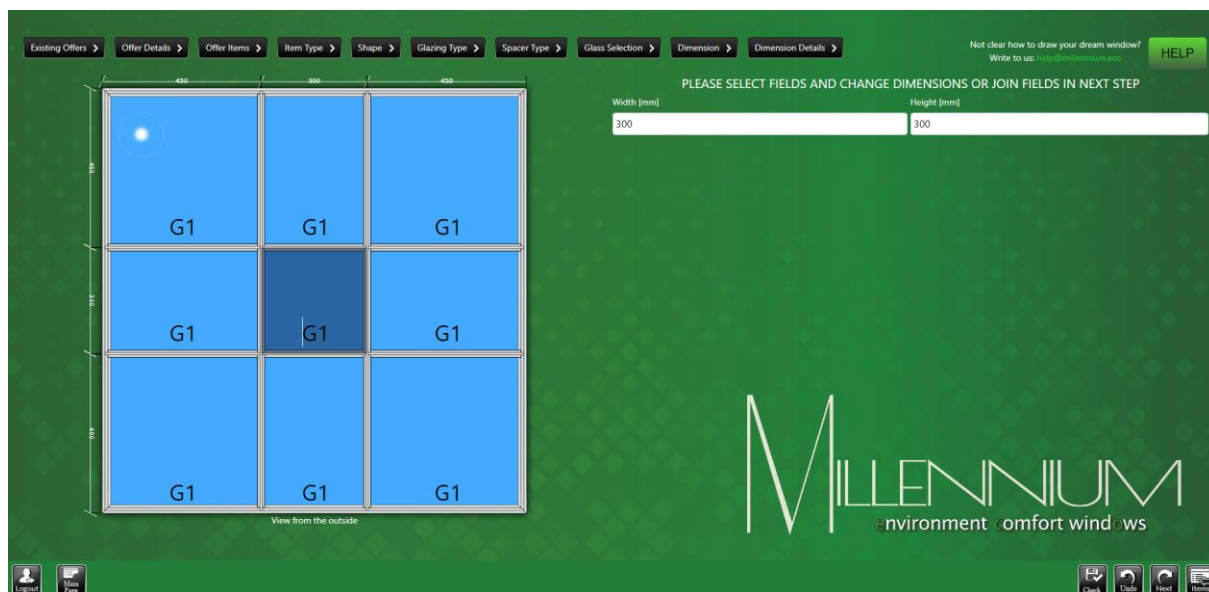 Existing Offers
Offer Details
Offer Items
Item Type
Shape
Glazing Type
Spacer Type
Glass Selection
Dimension
Dimension Details
Not clear how to draw your dream window?
Write to us: help@millennium.eco
HELP
PLEASE SELECT FIELDS AND CHANGE DIMENSIONS OR JOIN FIELDS IN NEXT STEP
Width [mm]
Height [mm]
300
300
450
300
450
450
G1
G1
G1
300
G1
G1
G1
450
G1
G1
G1
View from the outside
MILLENNIUM
environment comfort windows
Logout
Main
Page
Check
Undo
Next
Items